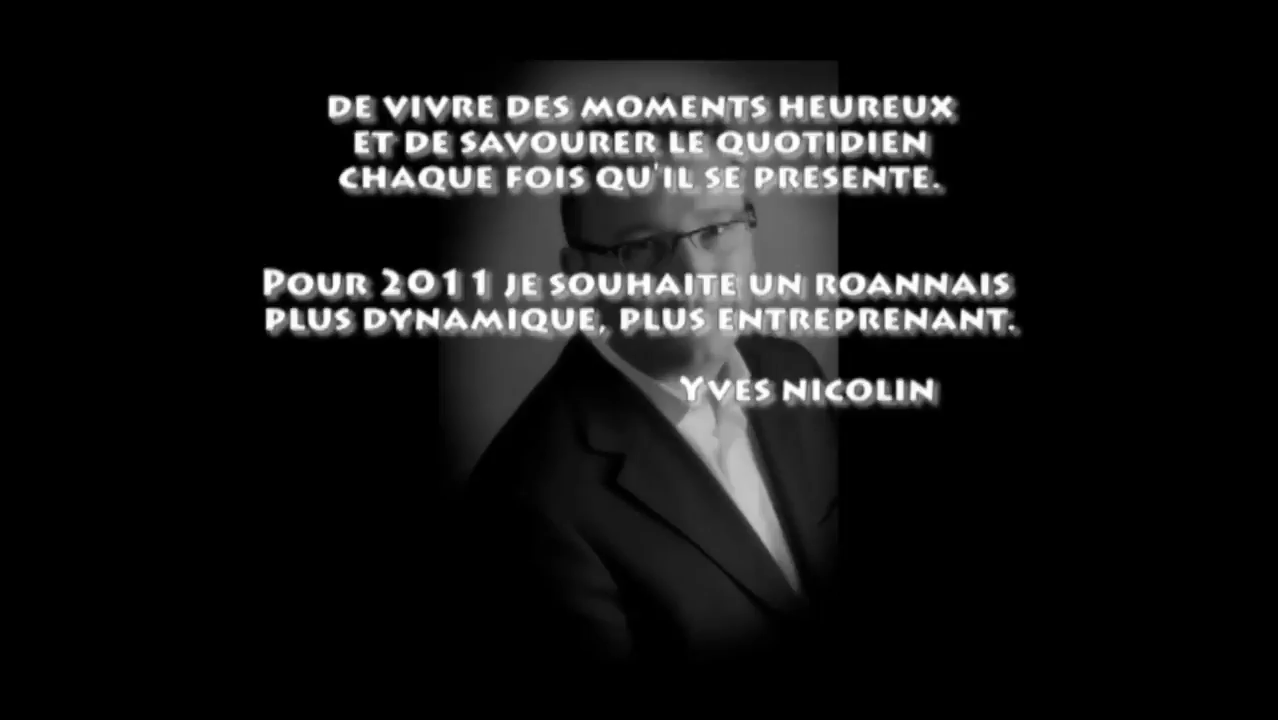 DE VIVRE DES MOMENTS HEUREUX
ET DE SAVOURER LE QUOTIDIEN
CHAQUE FOIS QU'IL SE PRESENTE.
POUR 2011 JE SOUHAITE UN ROANNAIS
PLUS DYNAMIQUE, PLUS ENTREPRENANT.
YVES NICOLIN